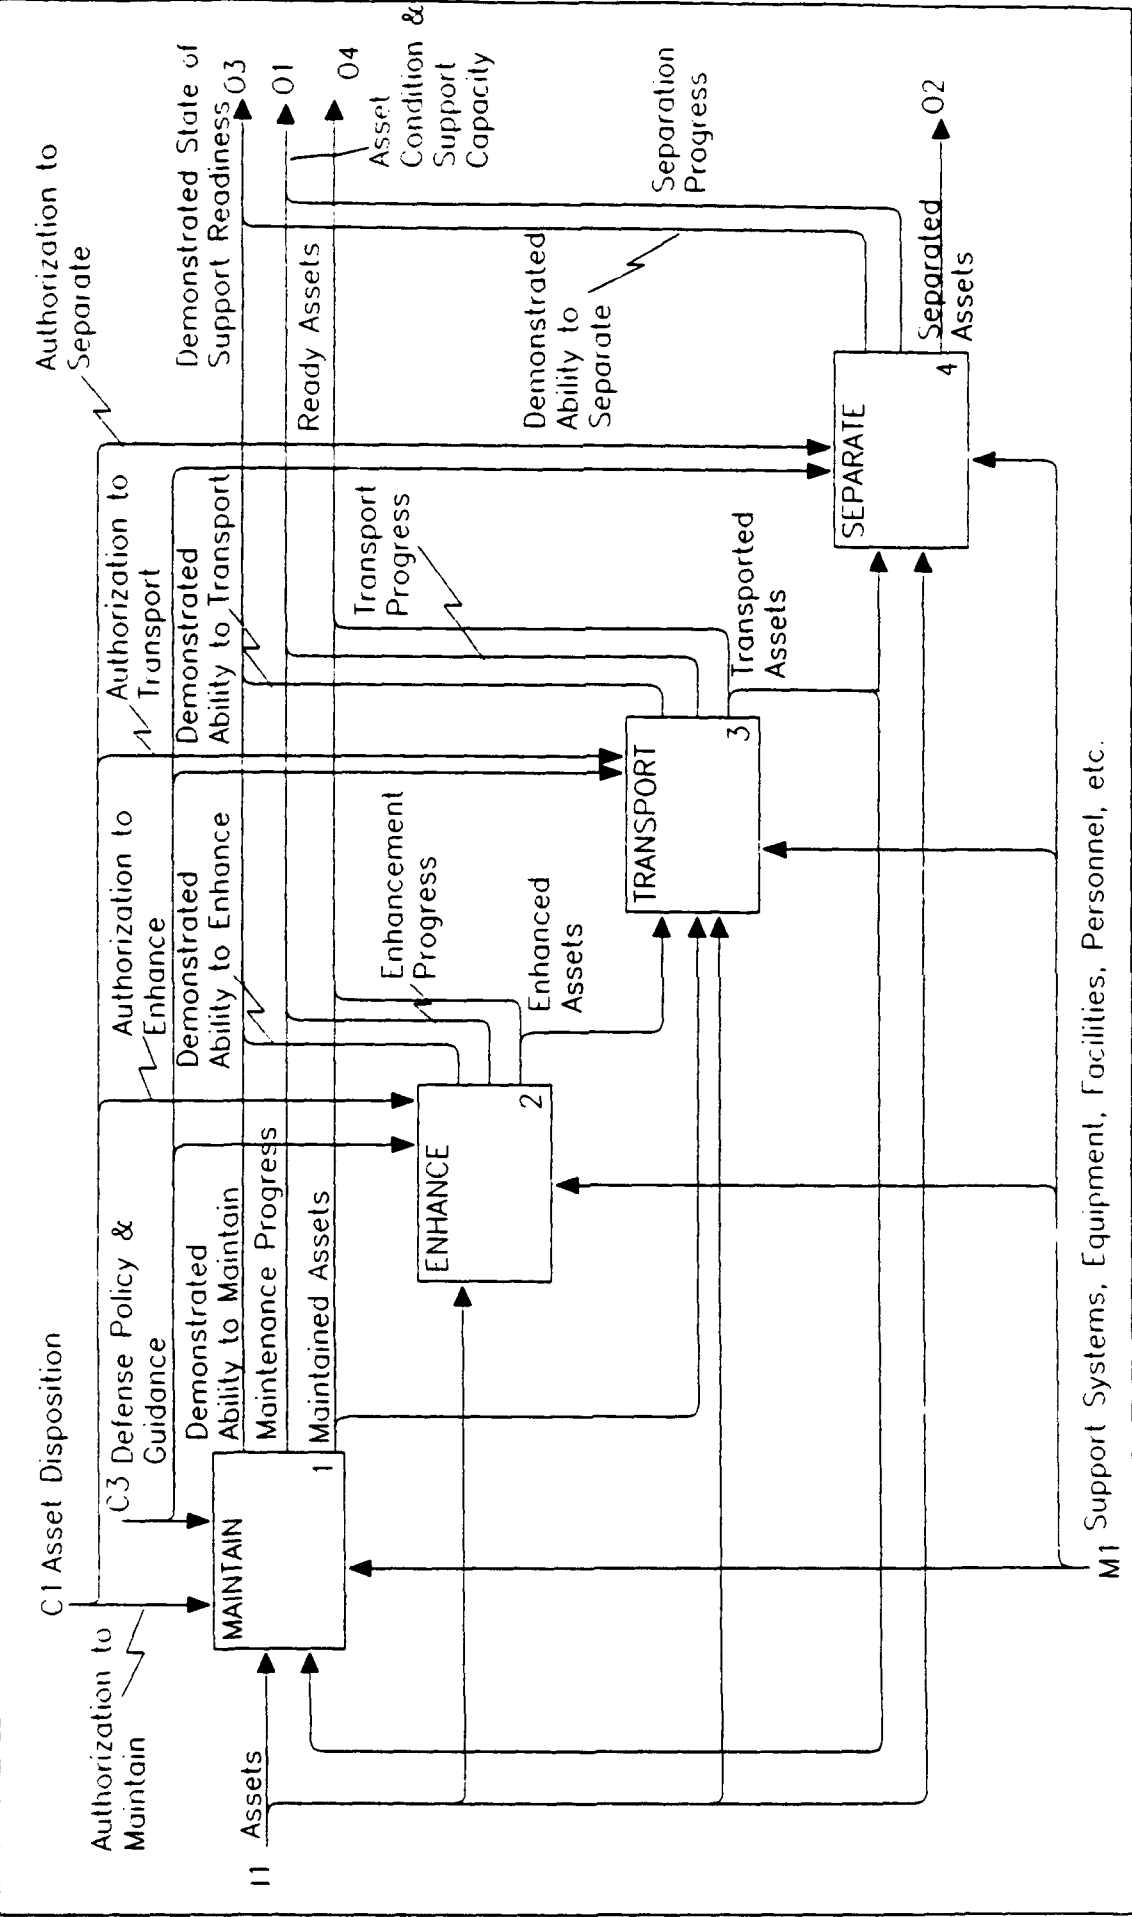 C1 Asset Disposition
Authorization to
Maintain
C3 Defense Policy &
Guidance
Authorization to
Enhance
Authorization to
Transport
Authorization to
Separate
Demonstrated
Ability to Maintain
Maintenance Progress
Maintained Assets
Demonstrated
Ability to Enhance
Enhancement
Progress
Demonstrated
Ability to Transport
Transport
Progress
Demonstrated State of
Support Readiness
O3
O1
O4
Ready Assets
Asset
Condition &
Support
Capacity
I1 Assets
MAINTAIN
1
ENHANCE
2
Enhanced
Assets
TRANSPORT
3
Transported
Assets
Demonstrated
Ability to
Separate
Separation
Progress
SEPARATE
4
Separated
Assets
O2
M1 Support Systems, Equipment, Facilities, Personnel, etc.